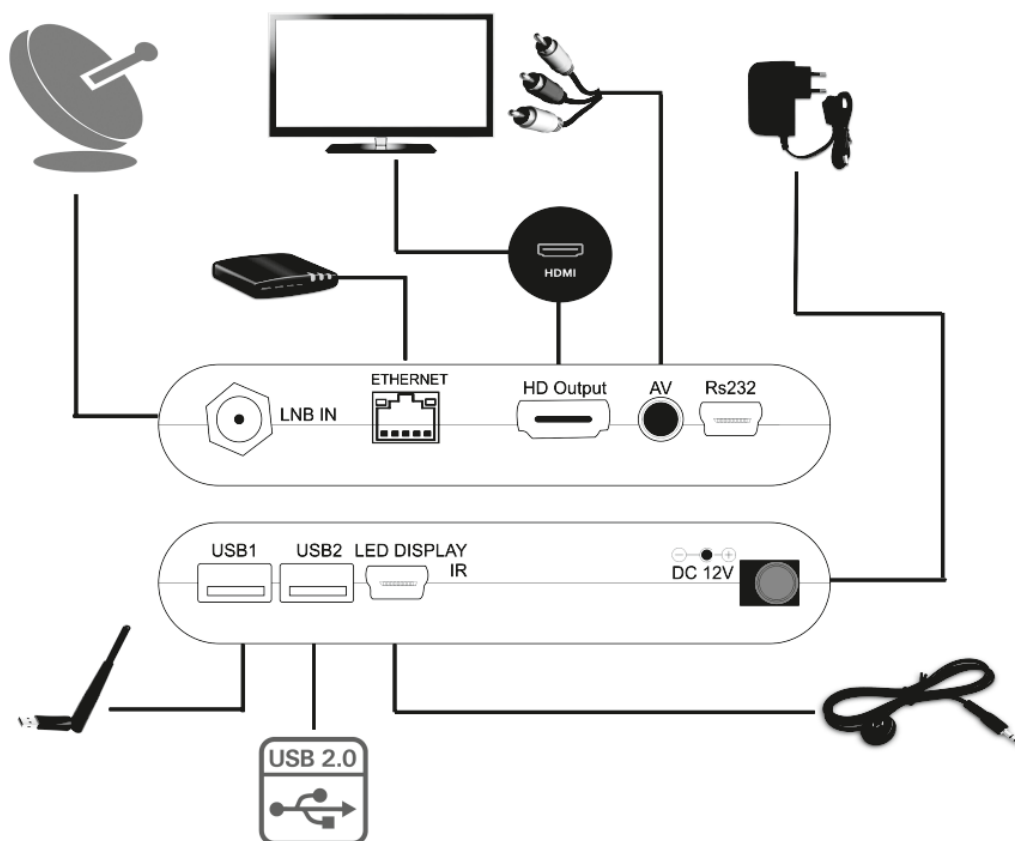 HDMI
ETHERNET
LNB IN
HD Output
AV
Rs232
USB1
USB2
LED DISPLAY
IR
DC 12V
USB 2.0